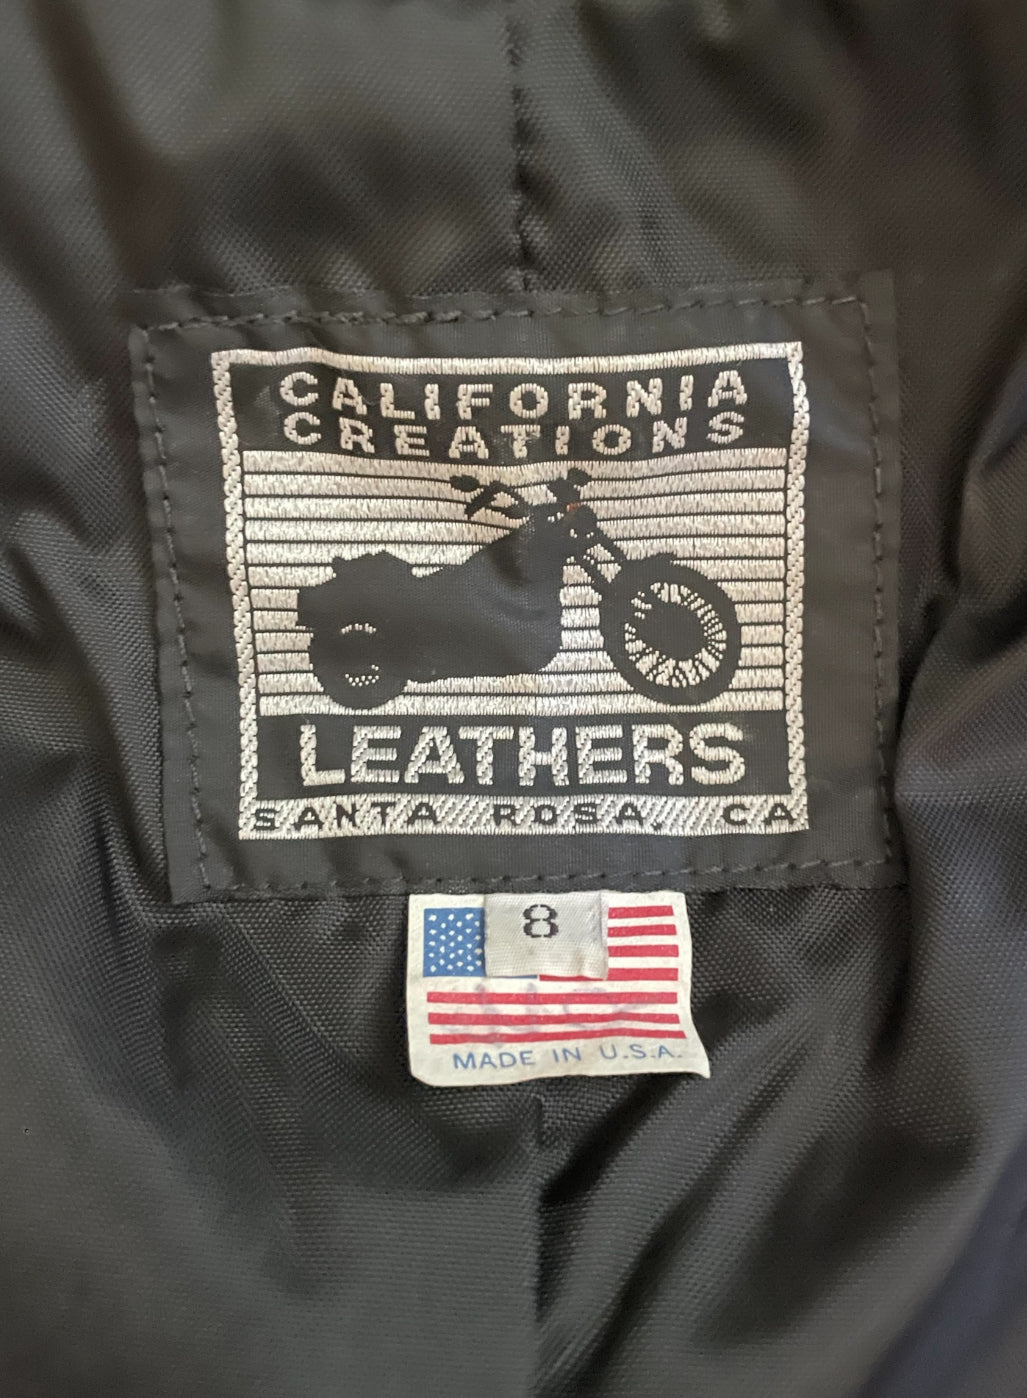 CALIFORNIA
CREATIONS
LEATHERS
SANTA ROSA, CA
8
MADE IN U.S.A.